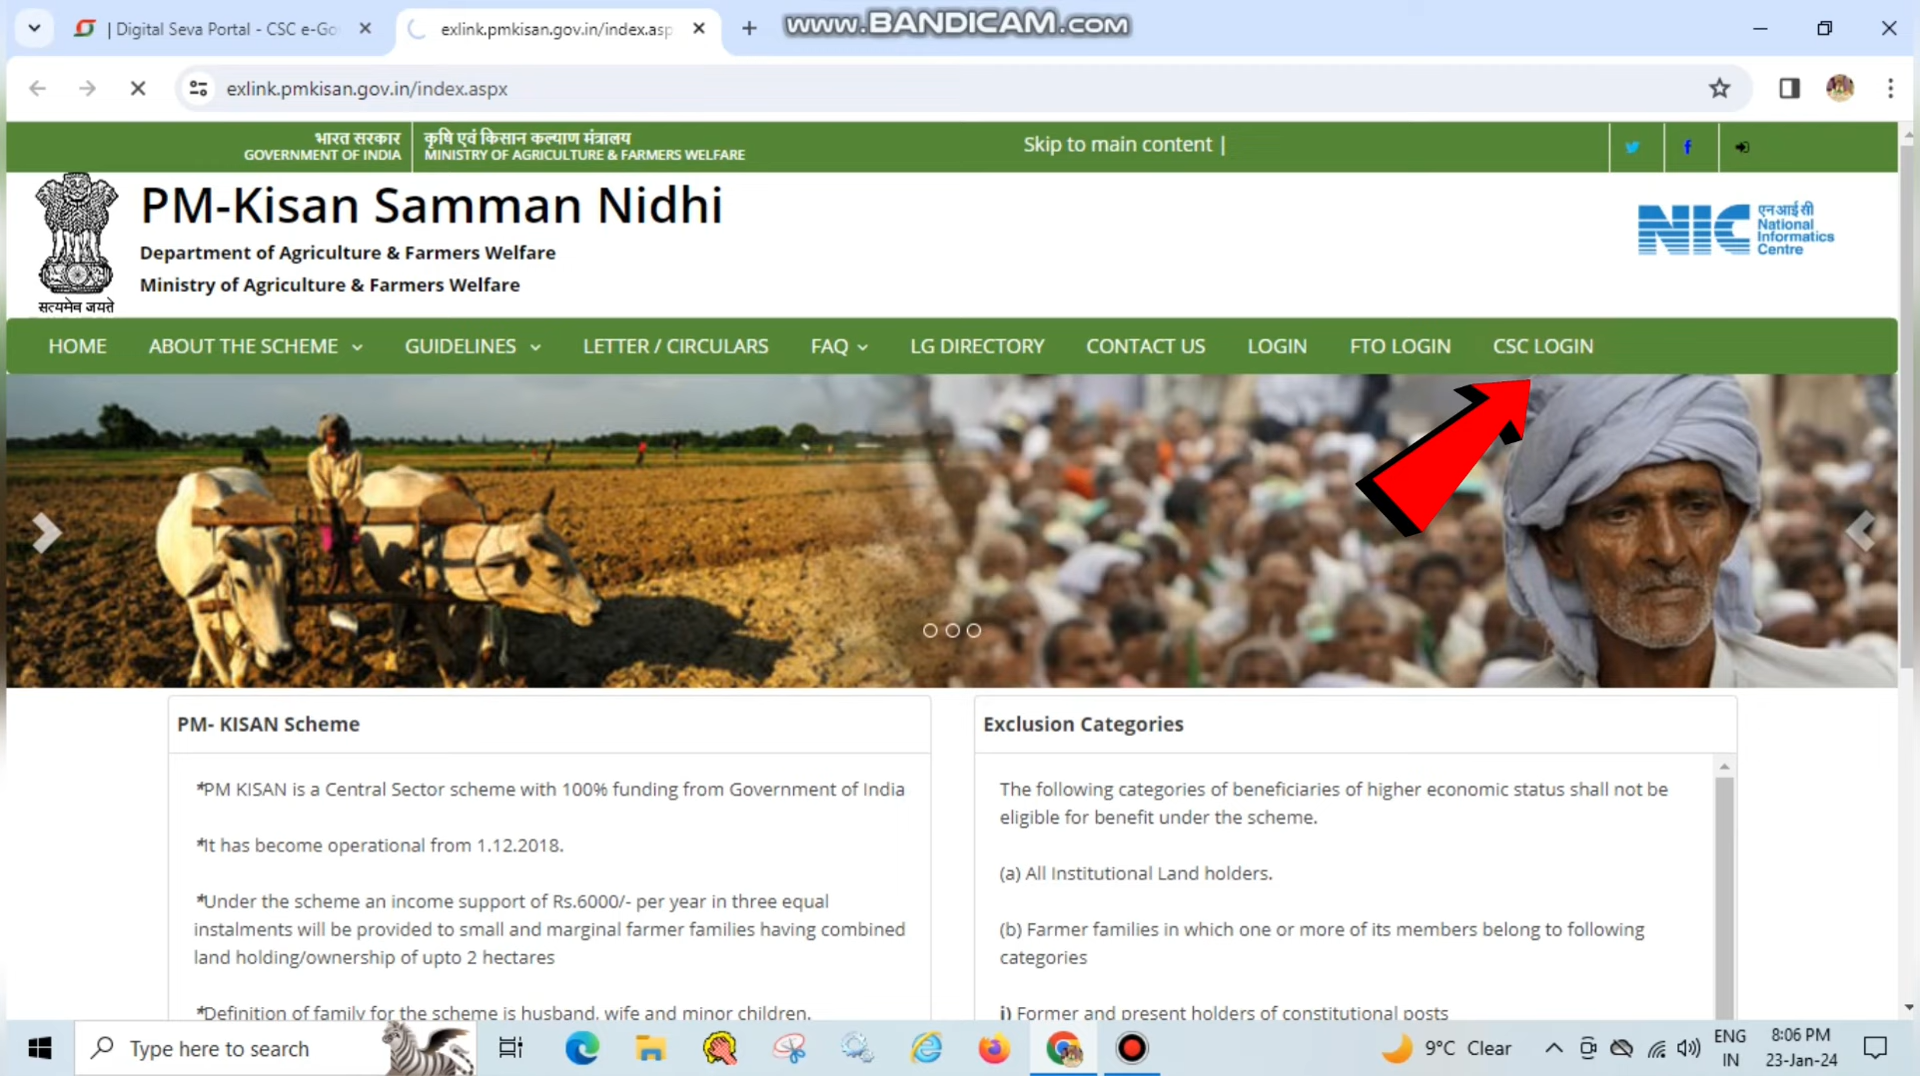 | Digital Seva Portal - CSC e-Go
exlink.pmkisan.gov.in/index.asp
www.BANDICAM.com
exlink.pmkisan.gov.in/index.aspx
भारत सरकार
GOVERNMENT OF INDIA
कृषि एवं किसान कल्याण मंत्रालय
MINISTRY OF AGRICULTURE & FARMERS WELFARE
Skip to main content |
PM-Kisan Samman Nidhi
Department of Agriculture & Farmers Welfare
Ministry of Agriculture & Farmers Welfare
सत्यमेव जयते
NIC
एन आई सी
National
Informatics
Centre
HOME ABOUT THE SCHEME GUIDELINES LETTER / CIRCULARS FAQ LG DIRECTORY CONTACT US LOGIN FTO LOGIN CSC LOGIN
PM- KISAN Scheme
*PM KISAN is a Central Sector scheme with 100% funding from Government of India
*It has become operational from 1.12.2018.
*Under the scheme an income support of Rs.6000/- per year in three equal
instalments will be provided to small and marginal farmer families having combined
land holding/ownership of upto 2 hectares
*Definition of family for the scheme is husband, wife and minor children.
Exclusion Categories
The following categories of beneficiaries of higher economic status shall not be
eligible for benefit under the scheme.
(a) All Institutional Land holders.
(b) Farmer families in which one or more of its members belong to following
categories
i) Former and present holders of constitutional posts
Type here to search
9°C Clear
ENG
IN
8:06 PM
23-Jan-24